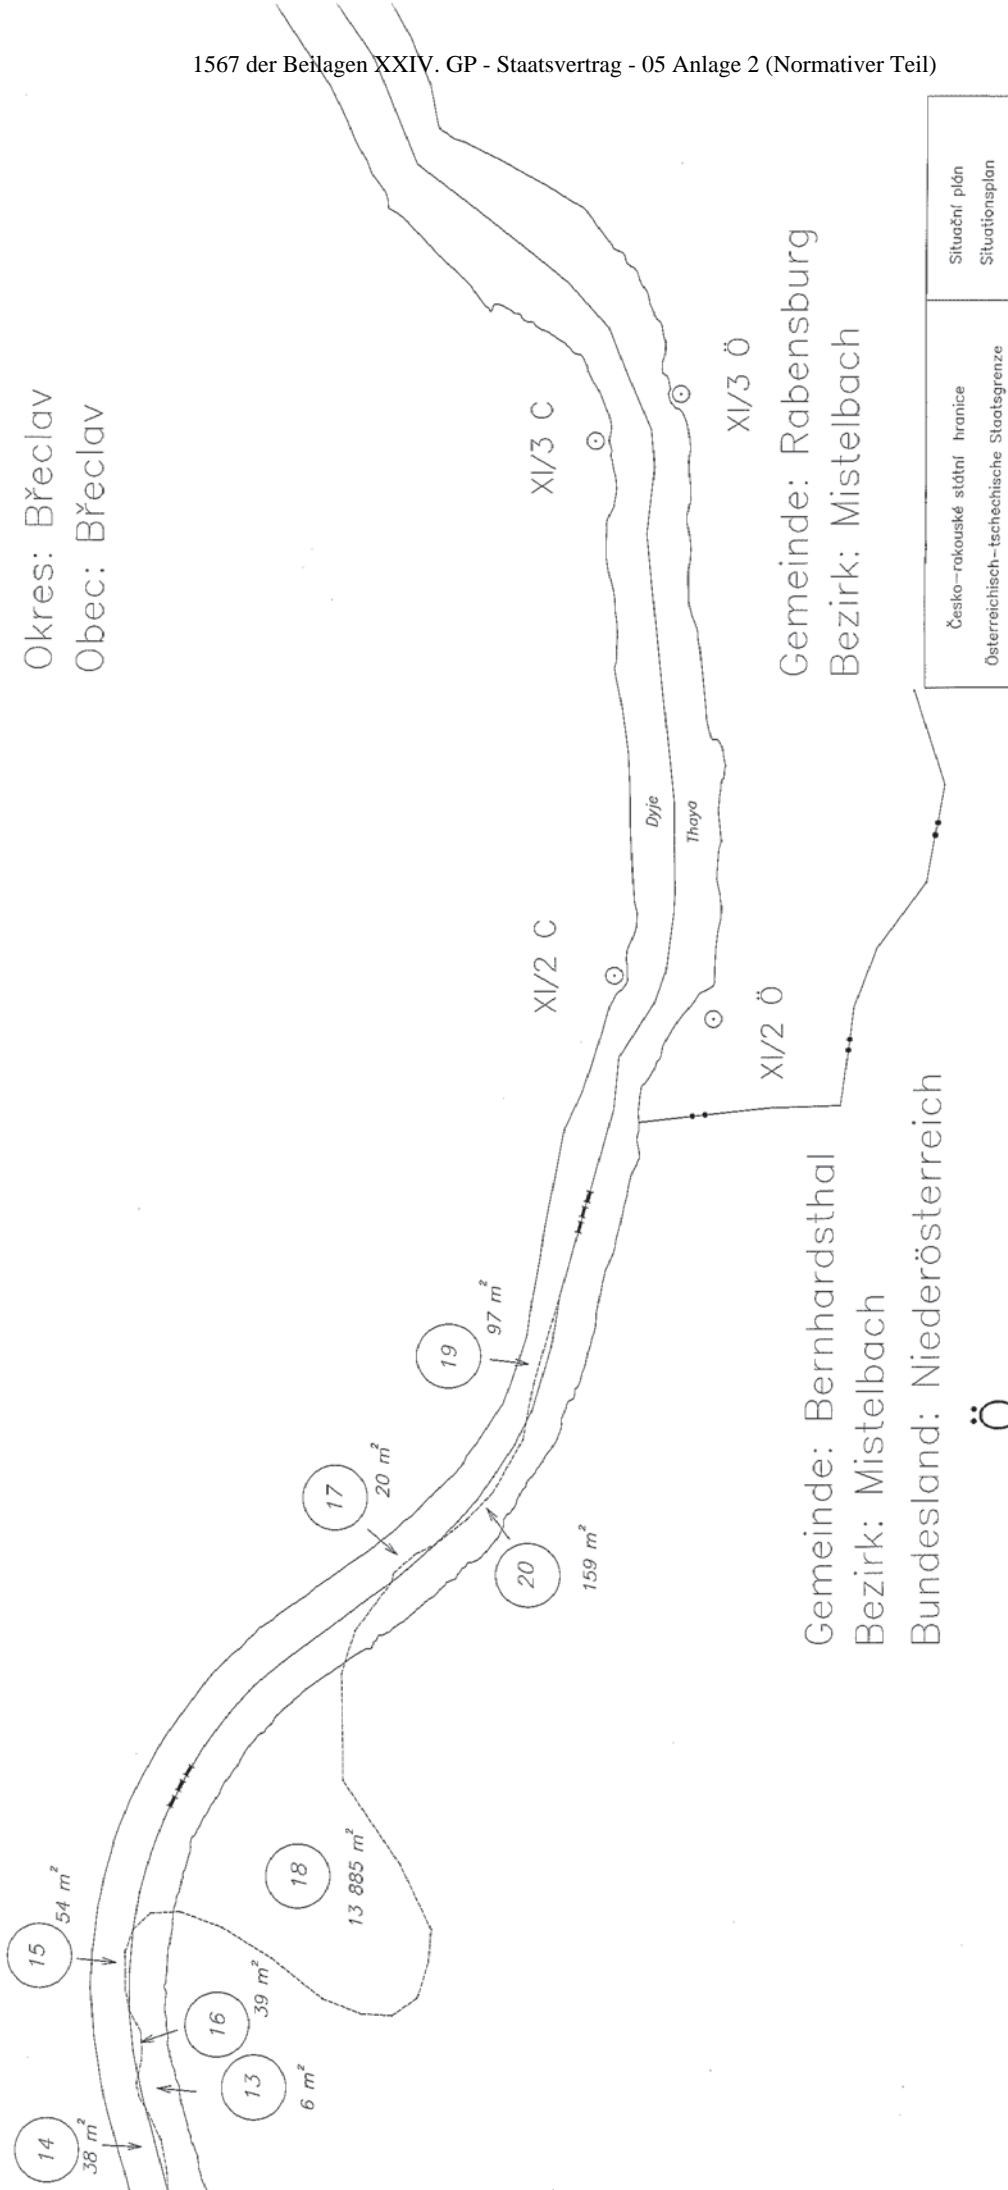 1567 der Beilagen XXIV. GP - Staatsvertrag - 05 Anlage 2 (Normativer Teil)
Okres: Břeclav
Obec: Břeclav
14
38 m²
13
6 m²
16
39 m²
15
54 m²
18
13 885 m²
17
20 m²
20
159 m²
19
97 m²
XI/2 C
XI/2 Ö
Dyje
Thaya
XI/3 C
XI/3 Ö
Gemeinde: Bernhardsthal
Bezirk: Mistelbach
Bundesland: Niederösterreich
Ö
Gemeinde: Rabensburg
Bezirk: Mistelbach
Česko-rakouské státní hranice
Österreichisch-tschechische Staatsgrenze
Situační plán
Situationsplan